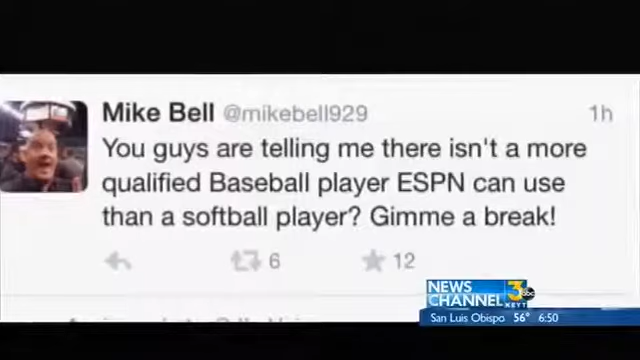 Mike Bell @mikebell929 1h
You guys are telling me there isn't a more
qualified Baseball player ESPN can use
than a softball player? Gimme a break!
6 12
NEWS
CHANNEL 3 abc
KEYT
San Luis Obispo 56° 6:50